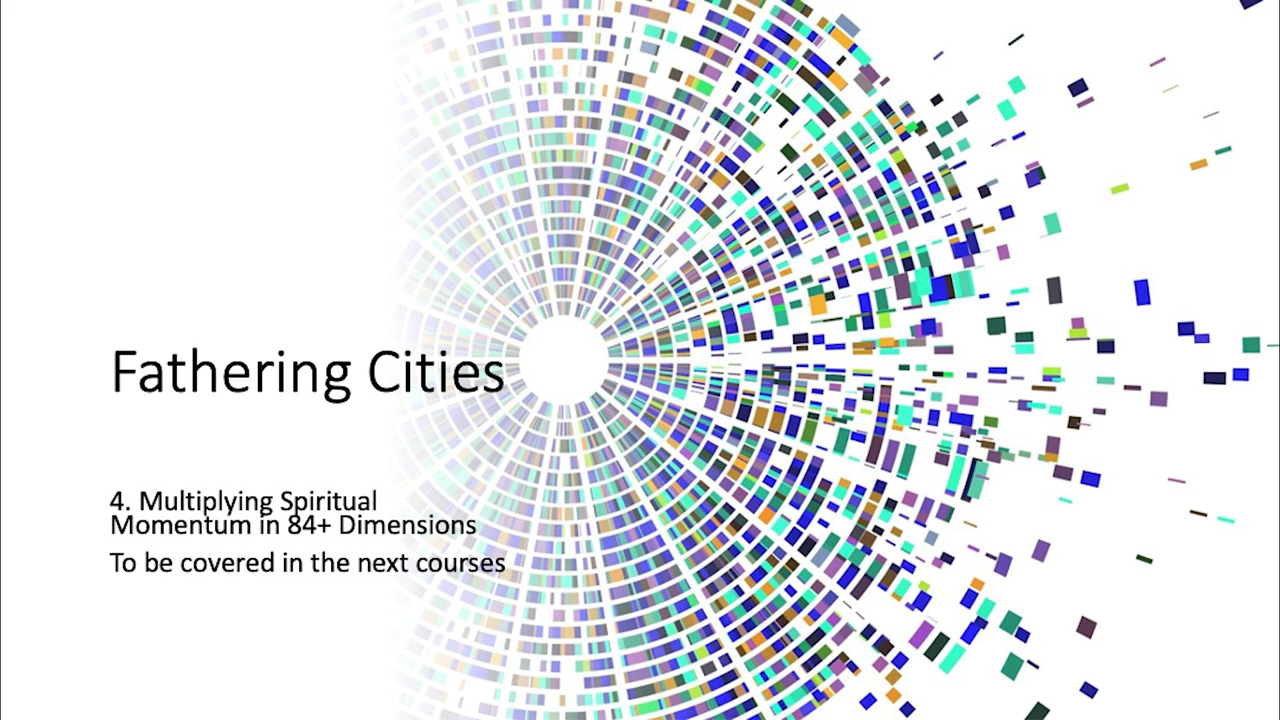 Fathering Cities
4. Multiplying Spiritual
Momentum in 84+ Dimensions
To be covered in the next courses